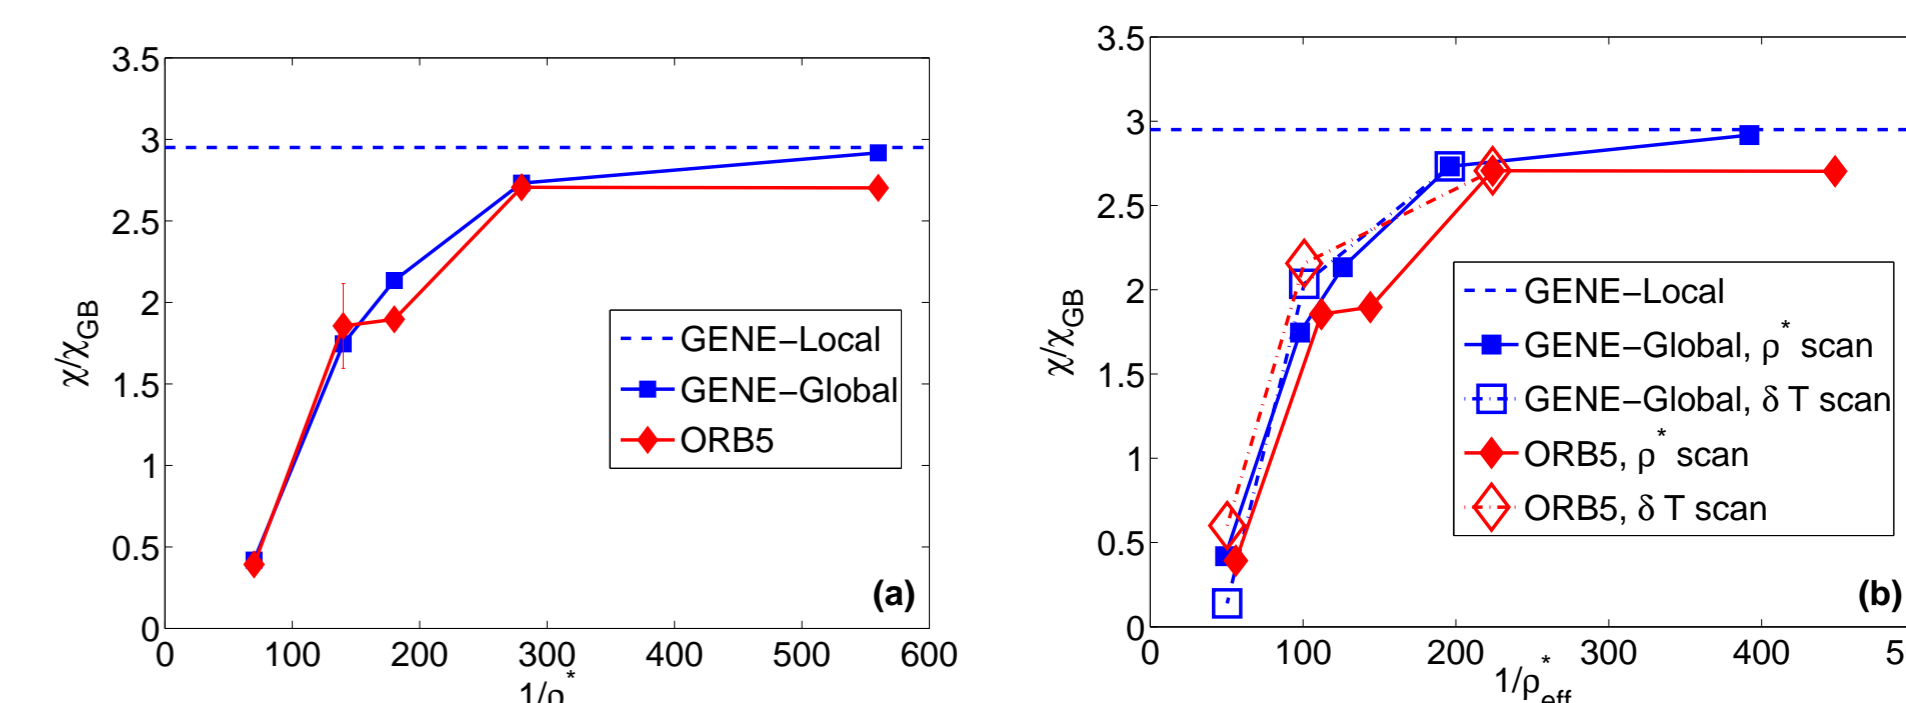 3.5
3
2.5
2
1.5
1
0.5
0
χ/χGB
0 100 200 300 400 500 600
1/ρ*
GENE–Local
GENE–Global
ORB5
(a)
3.5
3
2.5
2
1.5
1
0.5
0
χ/χGB
0 100 200 300 400 5
1/ρ*eff
GENE–Local
GENE–Global, ρ* scan
GENE–Global, δ T scan
ORB5, ρ* scan
ORB5, δ T scan
(b)